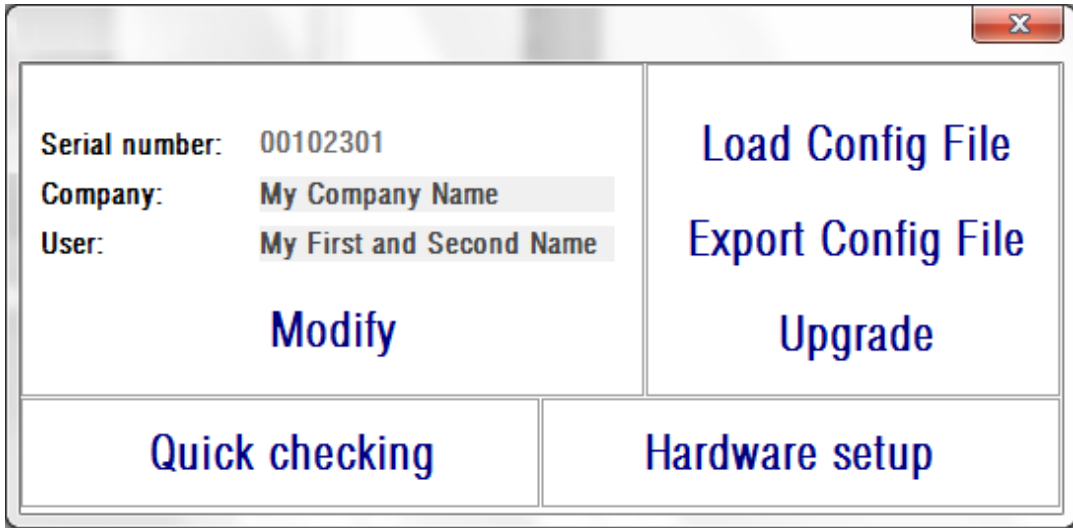 Serial number: 00102301
Company: My Company Name
User: My First and Second Name
Modify
Load Config File
Export Config File
Upgrade
Quick checking
Hardware setup